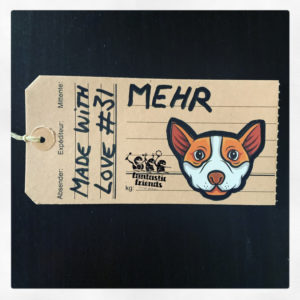 Absender: Expéditeur: Mittente:
MADE WITH
LOVE #31
MEHR
fantastic
friends
kg: